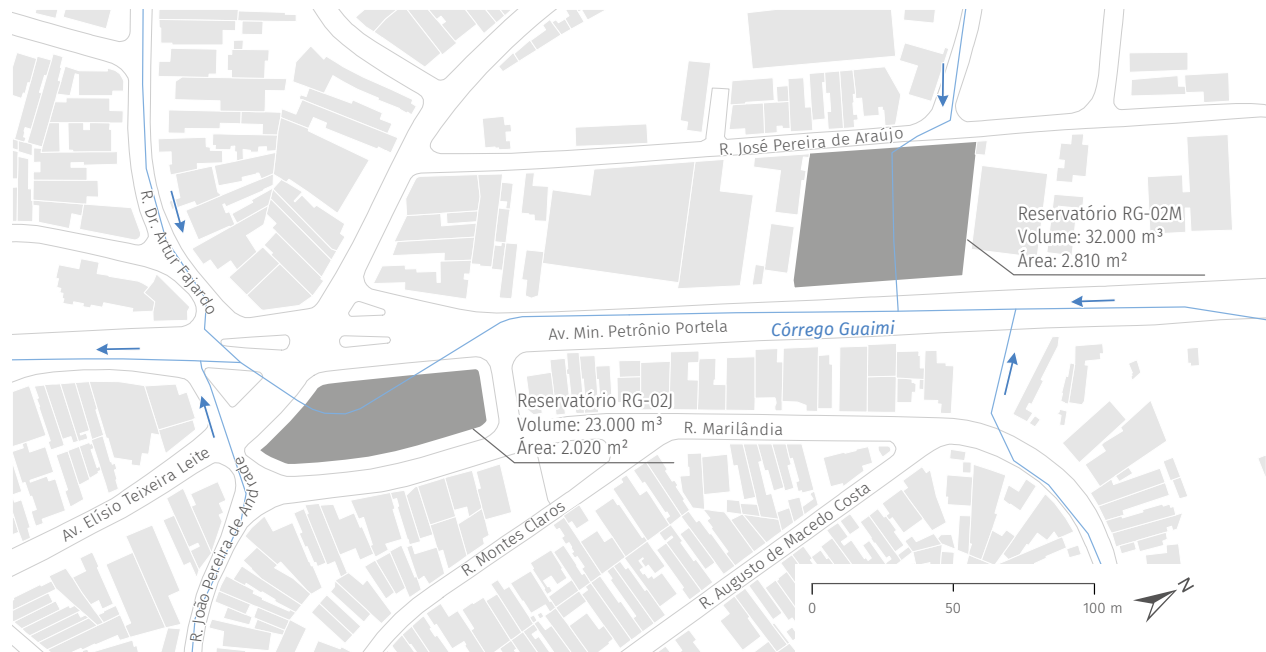 R. José Pereira de Araújo
R. Dr. Artur Fajardo
Reservatório RG-02M
Volume: 32.000 m³
Área: 2.810 m²
Av. Min. Petrônio Portela
Córrego Guaimi
Reservatório RG-02J
Volume: 23.000 m³
Área: 2.020 m²
R. Marilândia
Av. Elísio Teixeira Leite
R. João Pereira de Andrade
R. Montes Claros
R. Augusto de Macedo Costa
0 50 100 m
N